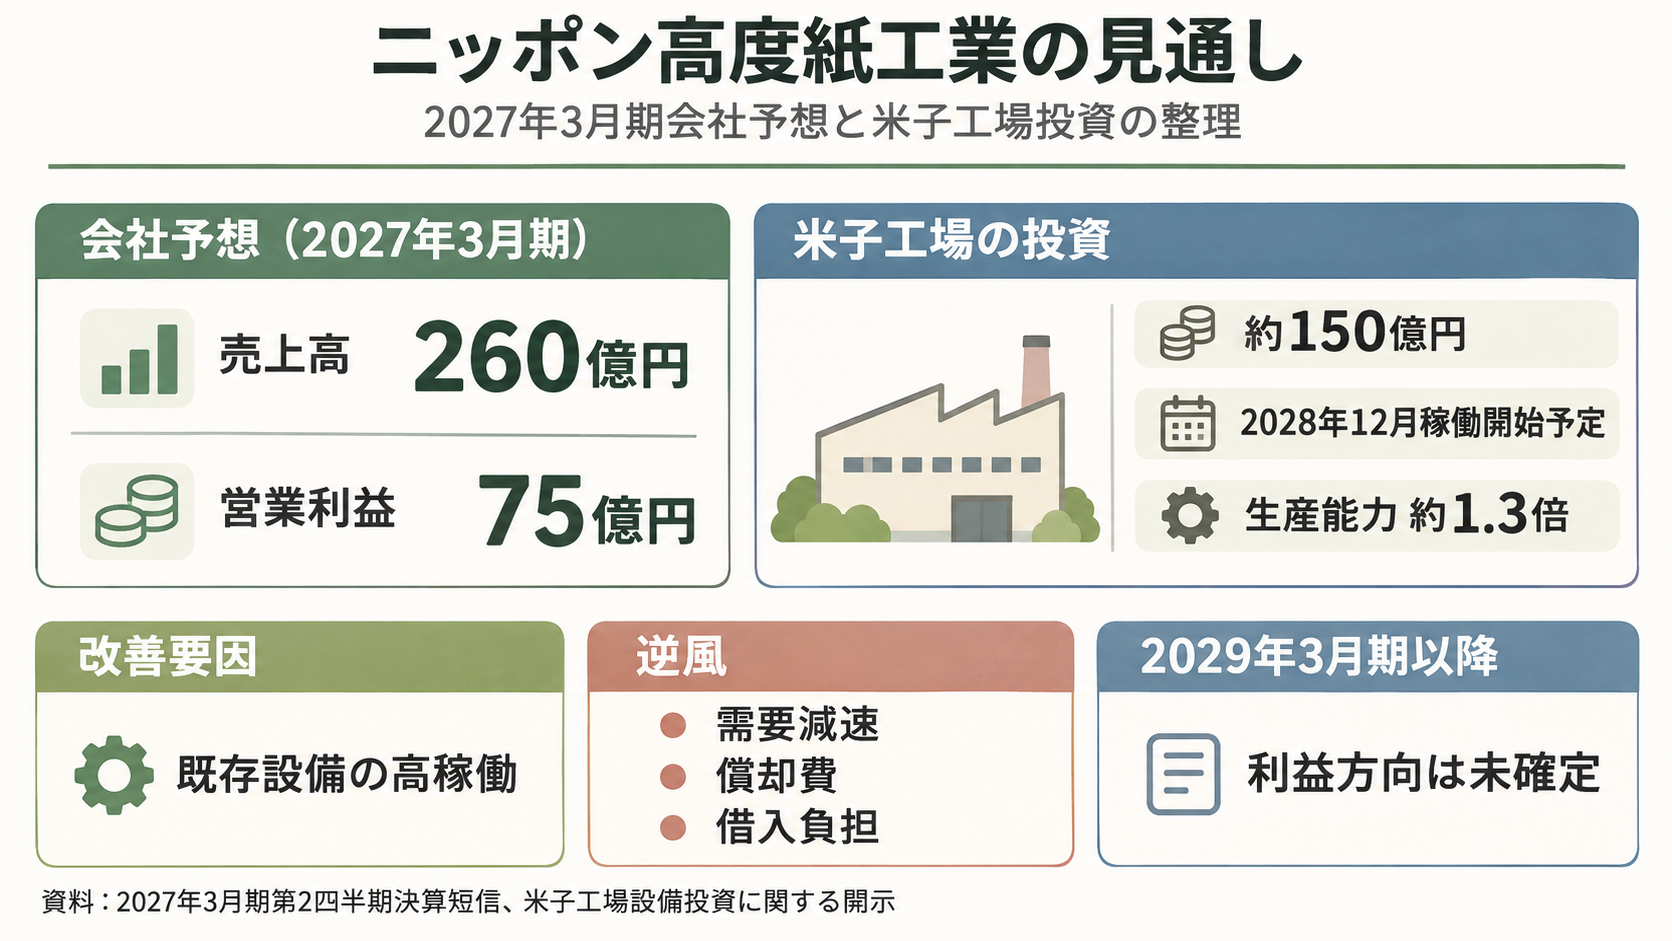 ニッポン高度紙工業の見通し
2027年3月期会社予想と米子工場投資の整理
会社予想（2027年3月期）
売上高 260億円
営業利益 75億円
米子工場の投資
約150億円
2028年12月稼働開始予定
生産能力 約1.3倍
改善要因
既存設備の高稼働
逆風
需要減速
償却費
借入負担
2029年3月期以降
利益方向は未確定
資料：2027年3月期第2四半期決算短信、米子工場設備投資に関する開示